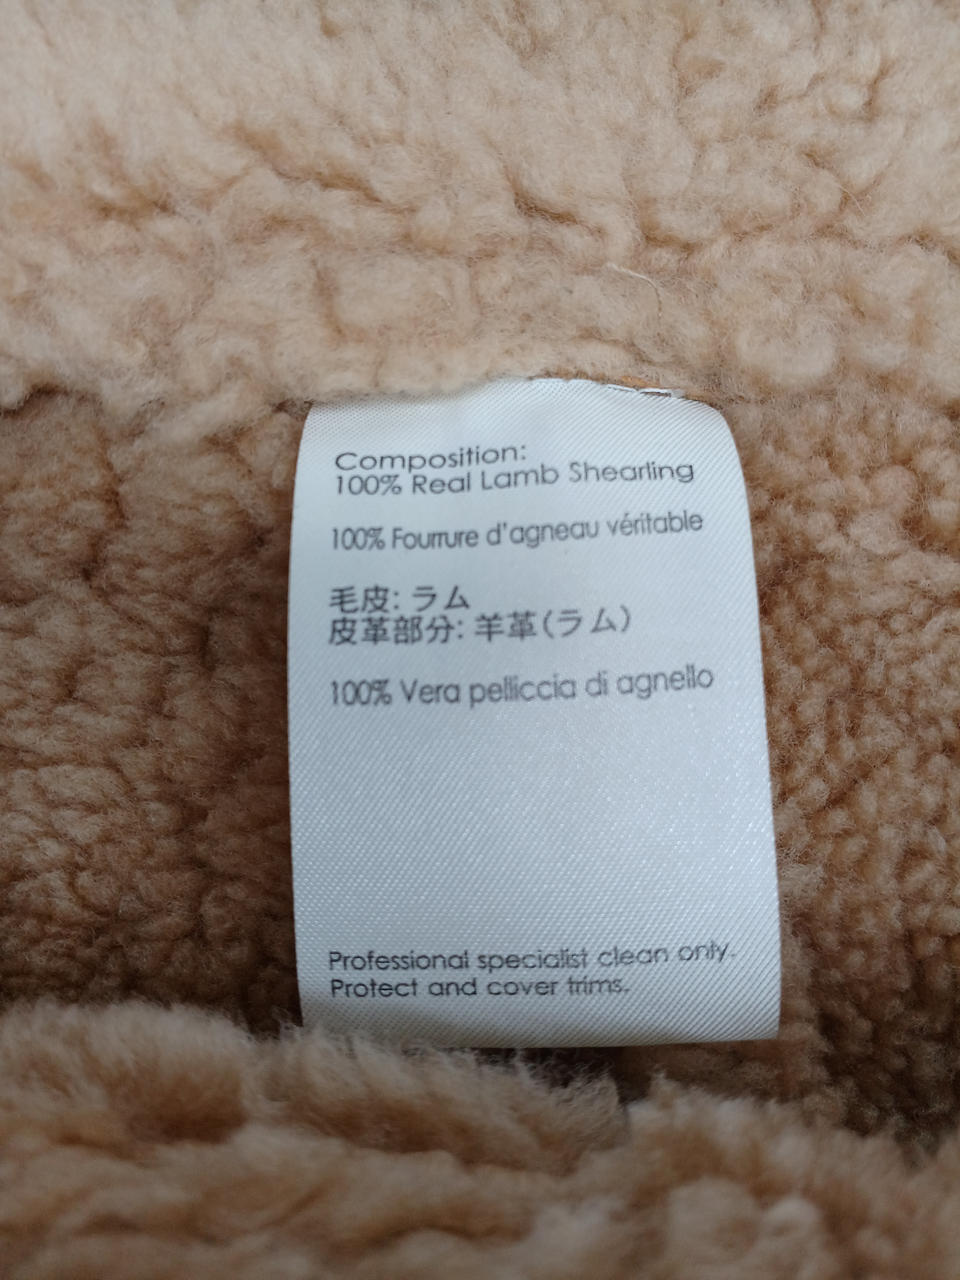 Composition:
100% Real Lamb Shearling
100% Fourrure d'agneau véritable
毛皮: ラム
皮革部分: 羊革(ラム)
100% Vera pelliccia di agnello
Professional specialist clean only.
Protect and cover trims.